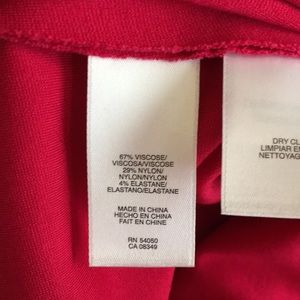 67% VISCOSE/
VISCOSA/VISCOSE
29% NYLON/
NYLON/NYLON
4% ELASTANE/
ELASTANO/ELASTANE
MADE IN CHINA
HECHO EN CHINA
FAIT EN CHINE
RN 54050
CA 08349
DRY CL
LIMPIAR EN
NETTOYAG